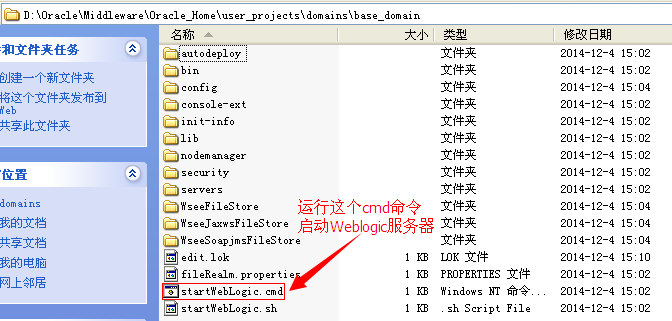 D:\Oracle\Middleware\Oracle_Home\user_projects\domains\base_domain
名称 大小 类型 修改日期
和文件夹任务
创建一个新文件夹
将这个文件夹发布到
Web
共享此文件夹
位置
domains
我的文档
共享文档
我的电脑
网上邻居
autodeploy 文件夹 2014-12-4 15:02
bin 文件夹 2014-12-4 15:02
config 文件夹 2014-12-4 15:04
console-ext 文件夹 2014-12-4 15:02
init-info 文件夹 2014-12-4 15:02
lib 文件夹 2014-12-4 15:02
nodemanager 文件夹 2014-12-4 15:02
security 文件夹 2014-12-4 15:02
servers 文件夹 2014-12-4 15:02
WseeFileStore 文件夹 2014-12-4 15:04
WseeJaxwsFileStore 文件夹 2014-12-4 15:04
WseeSoapjmsFileStore 文件夹 2014-12-4 15:04
edit.lok 1 KB LOK 文件 2014-12-4 15:10
fileRealm.properties 1 KB PROPERTIES 文件 2014-12-4 15:02
startWebLogic.cmd 1 KB Windows NT 命令... 2014-12-4 15:02
startWebLogic.sh 1 KB .sh Script File 2014-12-4 15:02
运行这个cmd命令
启动Weblogic服务器